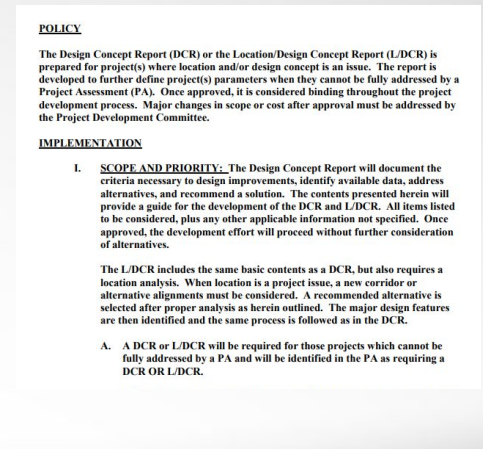 POLICY
The Design Concept Report (DCR) or the Location/Design Concept Report (L/DCR) is
prepared for project(s) where location and/or design concept is an issue. The report is
developed to further define project(s) parameters when they cannot be fully addressed by a
Project Assessment (PA). Once approved, it is considered binding throughout the project
development process. Major changes in scope or cost after approval must be addressed by
the Project Development Committee.
IMPLEMENTATION
I. SCOPE AND PRIORITY: The Design Concept Report will document the
criteria necessary to design improvements, identify available data, address
alternatives, and recommend a solution. The contents presented herein will
provide a guide for the development of the DCR and L/DCR. All items listed
to be considered, plus any other applicable information not specified. Once
approved, the development effort will proceed without further consideration
of alternatives.
The L/DCR includes the same basic contents as a DCR, but also requires a
location analysis. When location is a project issue, a new corridor or
alternative alignments must be considered. A recommended alternative is
selected after proper analysis as herein outlined. The major design features
are then identified and the same process is followed as in the DCR.
A. A DCR or L/DCR will be required for those projects which cannot be
fully addressed by a PA and will be identified in the PA as requiring a
DCR OR L/DCR.